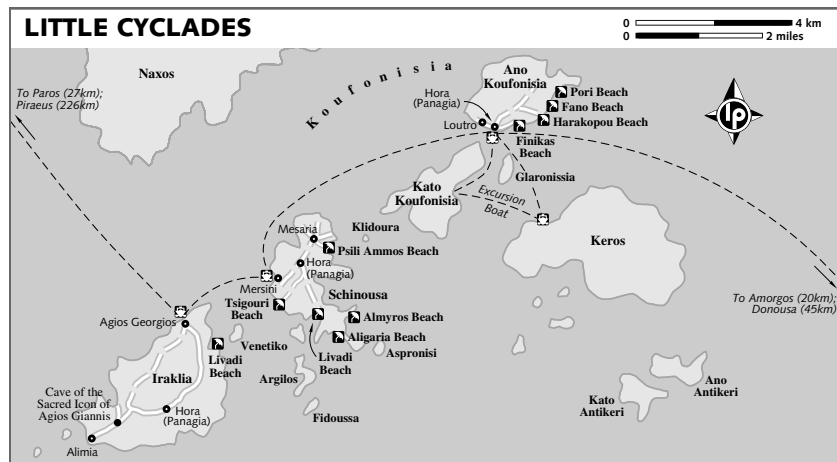 LITTLE CYCLADES
0 4 km
0 2 miles
Naxos
To Paros (27km);
Piraeus (226km)
Koufonisia
Ano
Koufonisia
Hora
(Panagia)
Loutro
Pori Beach
Fano Beach
Harakopou Beach
Finikas
Beach
Glaronissia
lp
Kato
Koufonisia
Excursion
Boat
Keros
Mesaria
Klidoura
Psili Ammos Beach
Hora
(Panagia)
Mersini
Schinousa
Tsigouri
Beach
Almyros Beach
Aligaria Beach
Aspronisi
Livadi
Beach
To Amorgos (20km);
Donousa (45km)
Agios Georgios
Livadi
Beach
Venetiko
Argilos
Fidoussa
Iraklia
Cave of the
Sacred Icon of
Agios Giannis
Hora
(Panagia)
Alimia
Kato
Antikeri
Ano
Antikeri